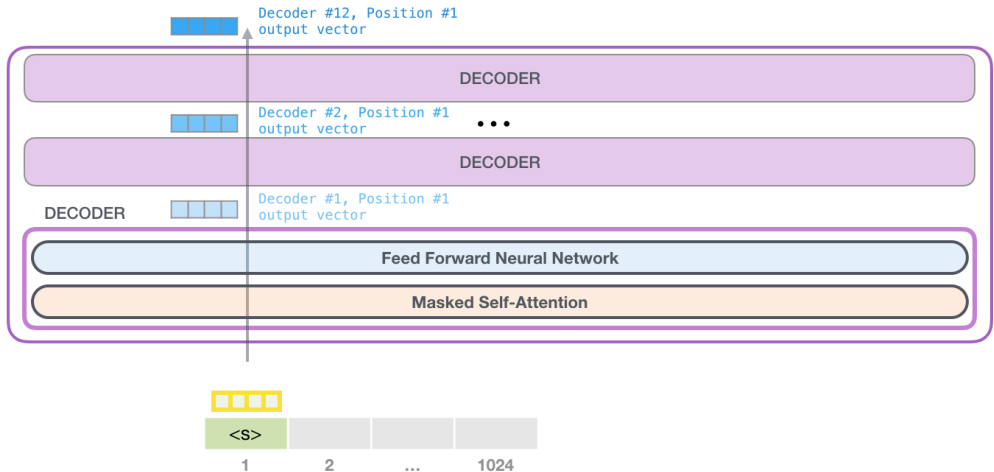 Decoder #12, Position #1
output vector
DECODER
Decoder #2, Position #1
output vector
...
DECODER
Decoder #1, Position #1
output vector
DECODER
Feed Forward Neural Network
Masked Self-Attention
<s>
1 2 ... 1024